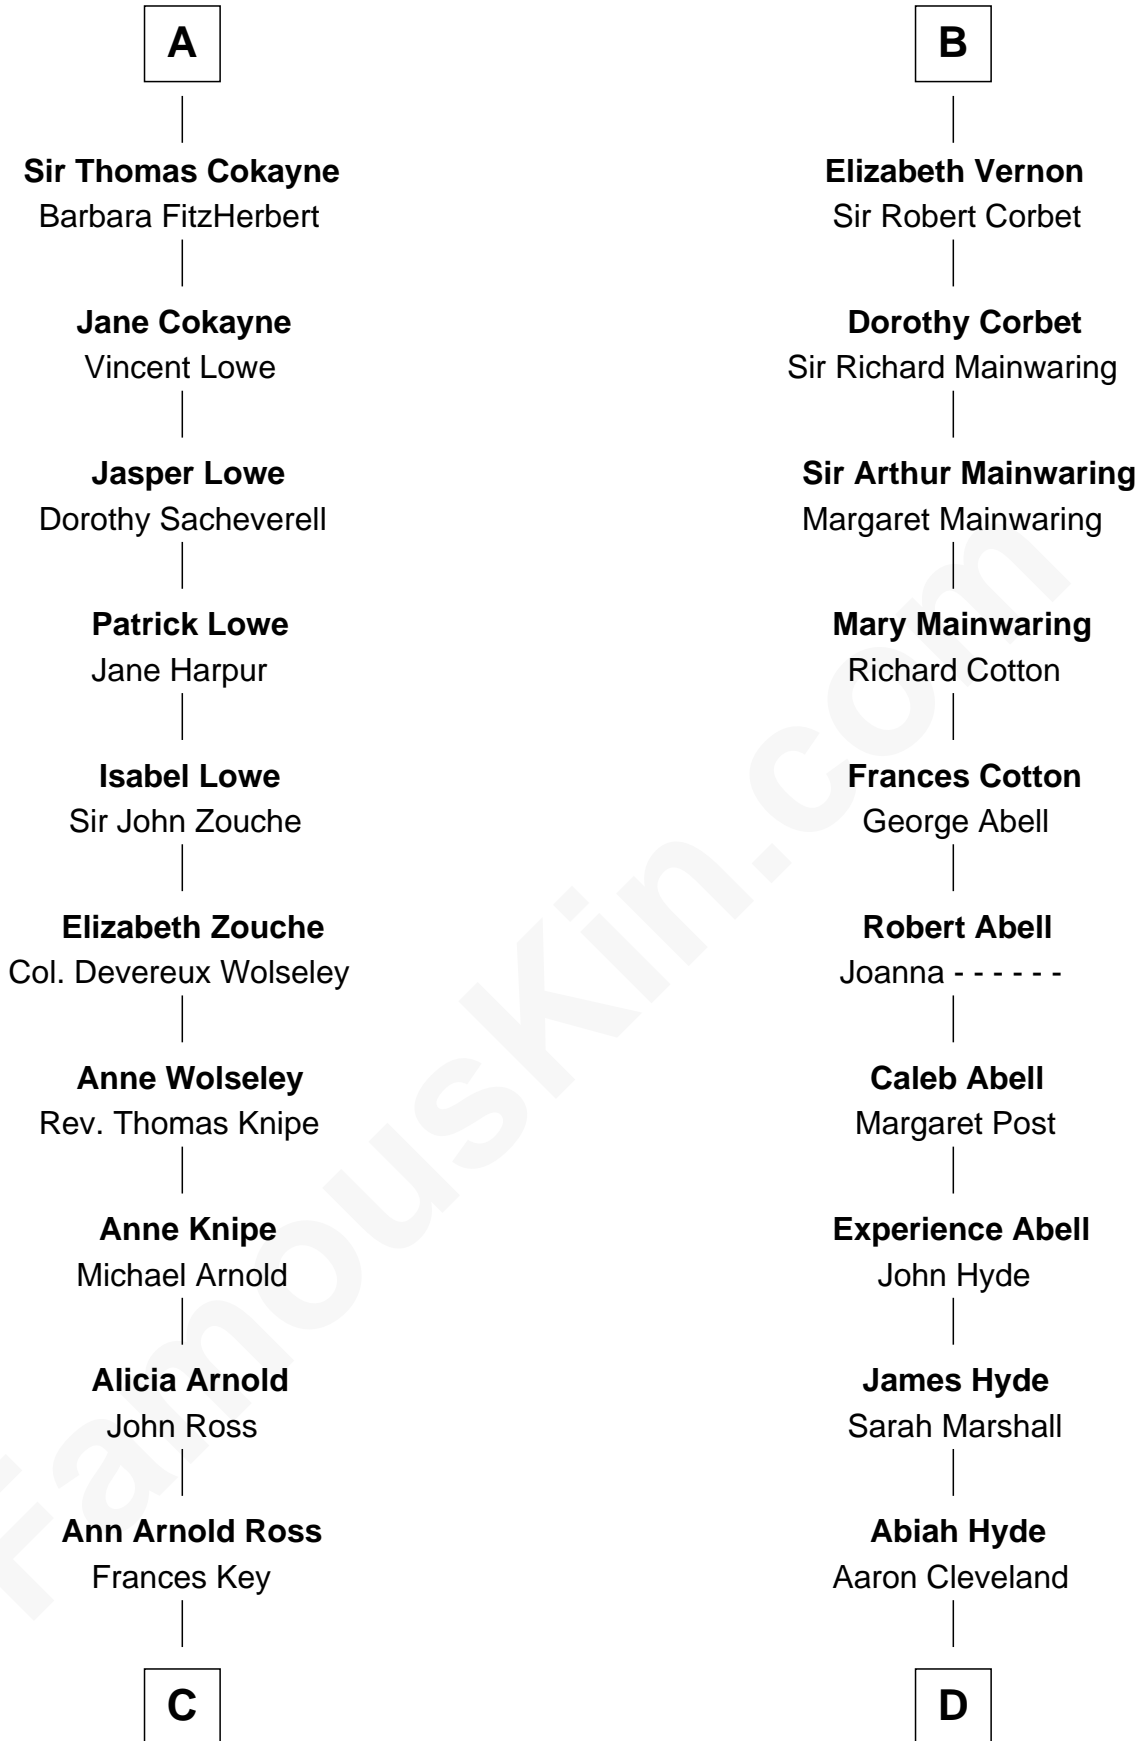 A
Sir Thomas Cokayne
Barbara FitzHerbert
Jane Cokayne
Vincent Lowe
Jasper Lowe
Dorothy Sacheverell
Patrick Lowe
Jane Harpur
Isabel Lowe
Sir John Zouche
Elizabeth Zouche
Col. Devereux Wolseley
Anne Wolseley
Rev. Thomas Knipe
Anne Knipe
Michael Arnold
Alicia Arnold
John Ross
Ann Arnold Ross
Frances Key
C
B
Elizabeth Vernon
Sir Robert Corbet
Dorothy Corbet
Sir Richard Mainwaring
Sir Arthur Mainwaring
Margaret Mainwaring
Mary Mainwaring
Richard Cotton
Frances Cotton
George Abell
Robert Abell
Joanna - - - - - -
Caleb Abell
Margaret Post
Experience Abell
John Hyde
James Hyde
Sarah Marshall
Abiah Hyde
Aaron Cleveland
D
FamousKin.com